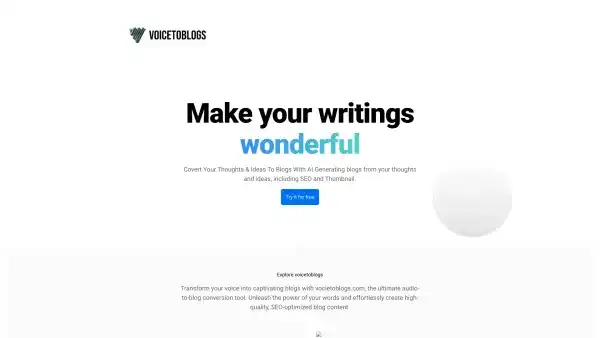 VOICETOBLOGS
Make your writings
wonderful
Covert Your Thoughts & Ideas To Blogs With AI Generating blogs from your thoughts
and ideas, including SEO and Thumbnail.
Try it for free
Explore voicetoblogs
Transform your voice into captivating blogs with vocietoblogs.com, the ultimate audio-
to-blog conversion tool. Unleash the power of your words and effortlessly create high-
quality, SEO-optimized blog content